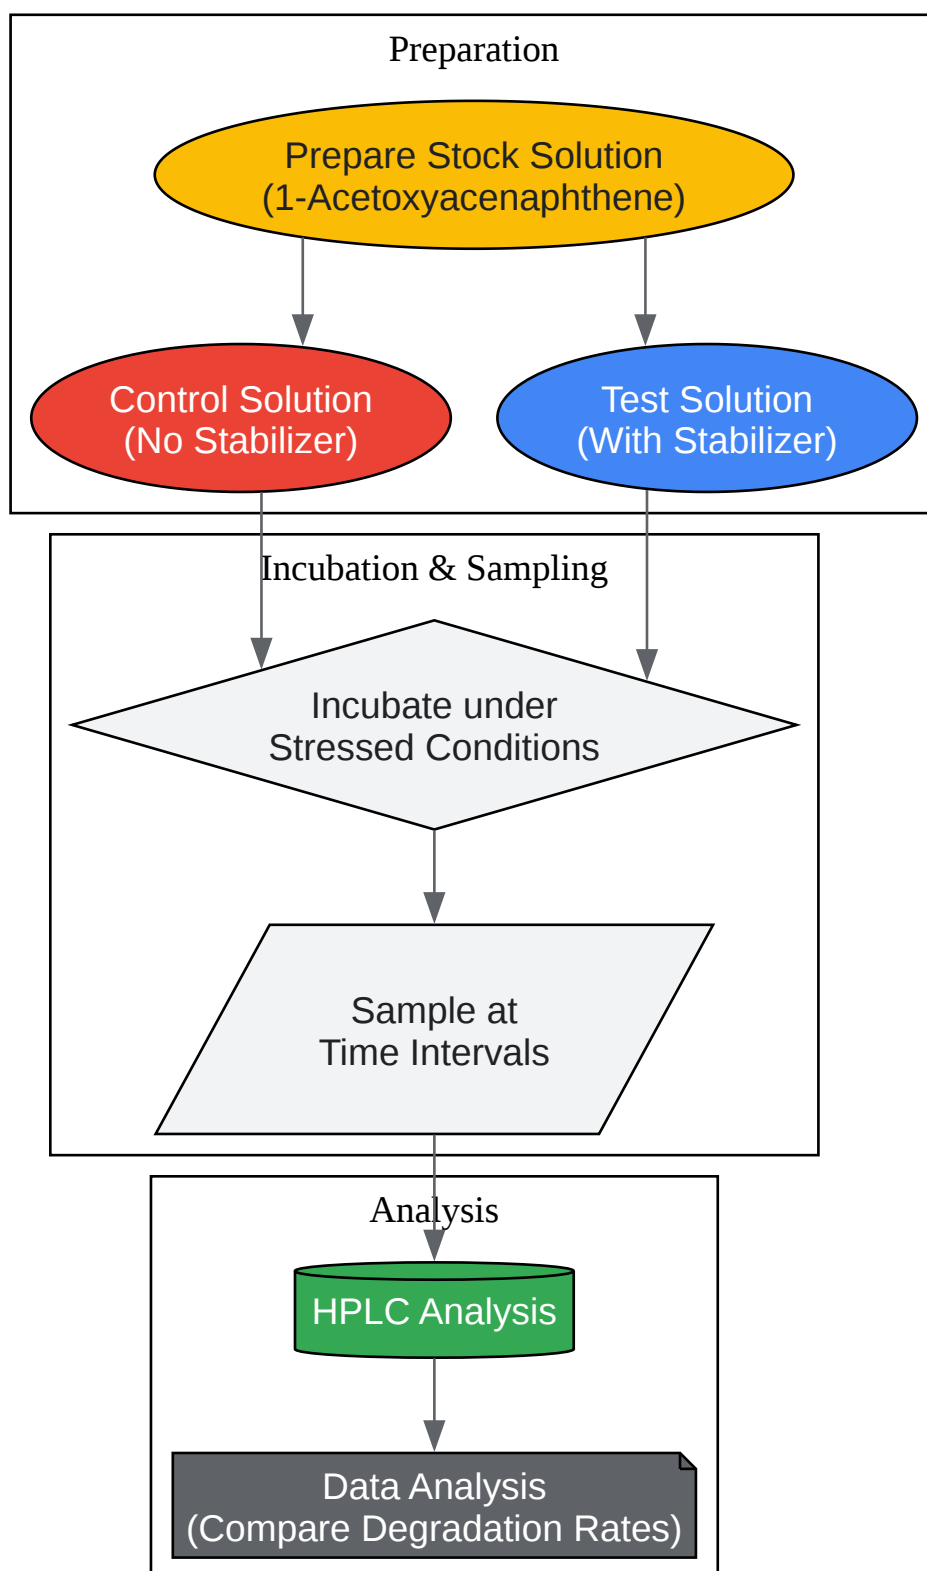 Preparation
Prepare Stock Solution
(1-Acetoxyacenaphthene)
Control Solution
(No Stabilizer)
Test Solution
(With Stabilizer)
Incubation & Sampling
Incubate under
Stressed Conditions
Sample at
Time Intervals
Analysis
HPLC Analysis
Data Analysis
(Compare Degradation Rates)